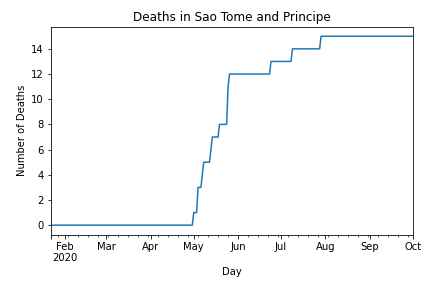 Deaths in Sao Tome and Principe
14
12
10
8
6
4
2
0
Number of Deaths
Feb Mar Apr May Jun Jul Aug Sep Oct
2020
Day